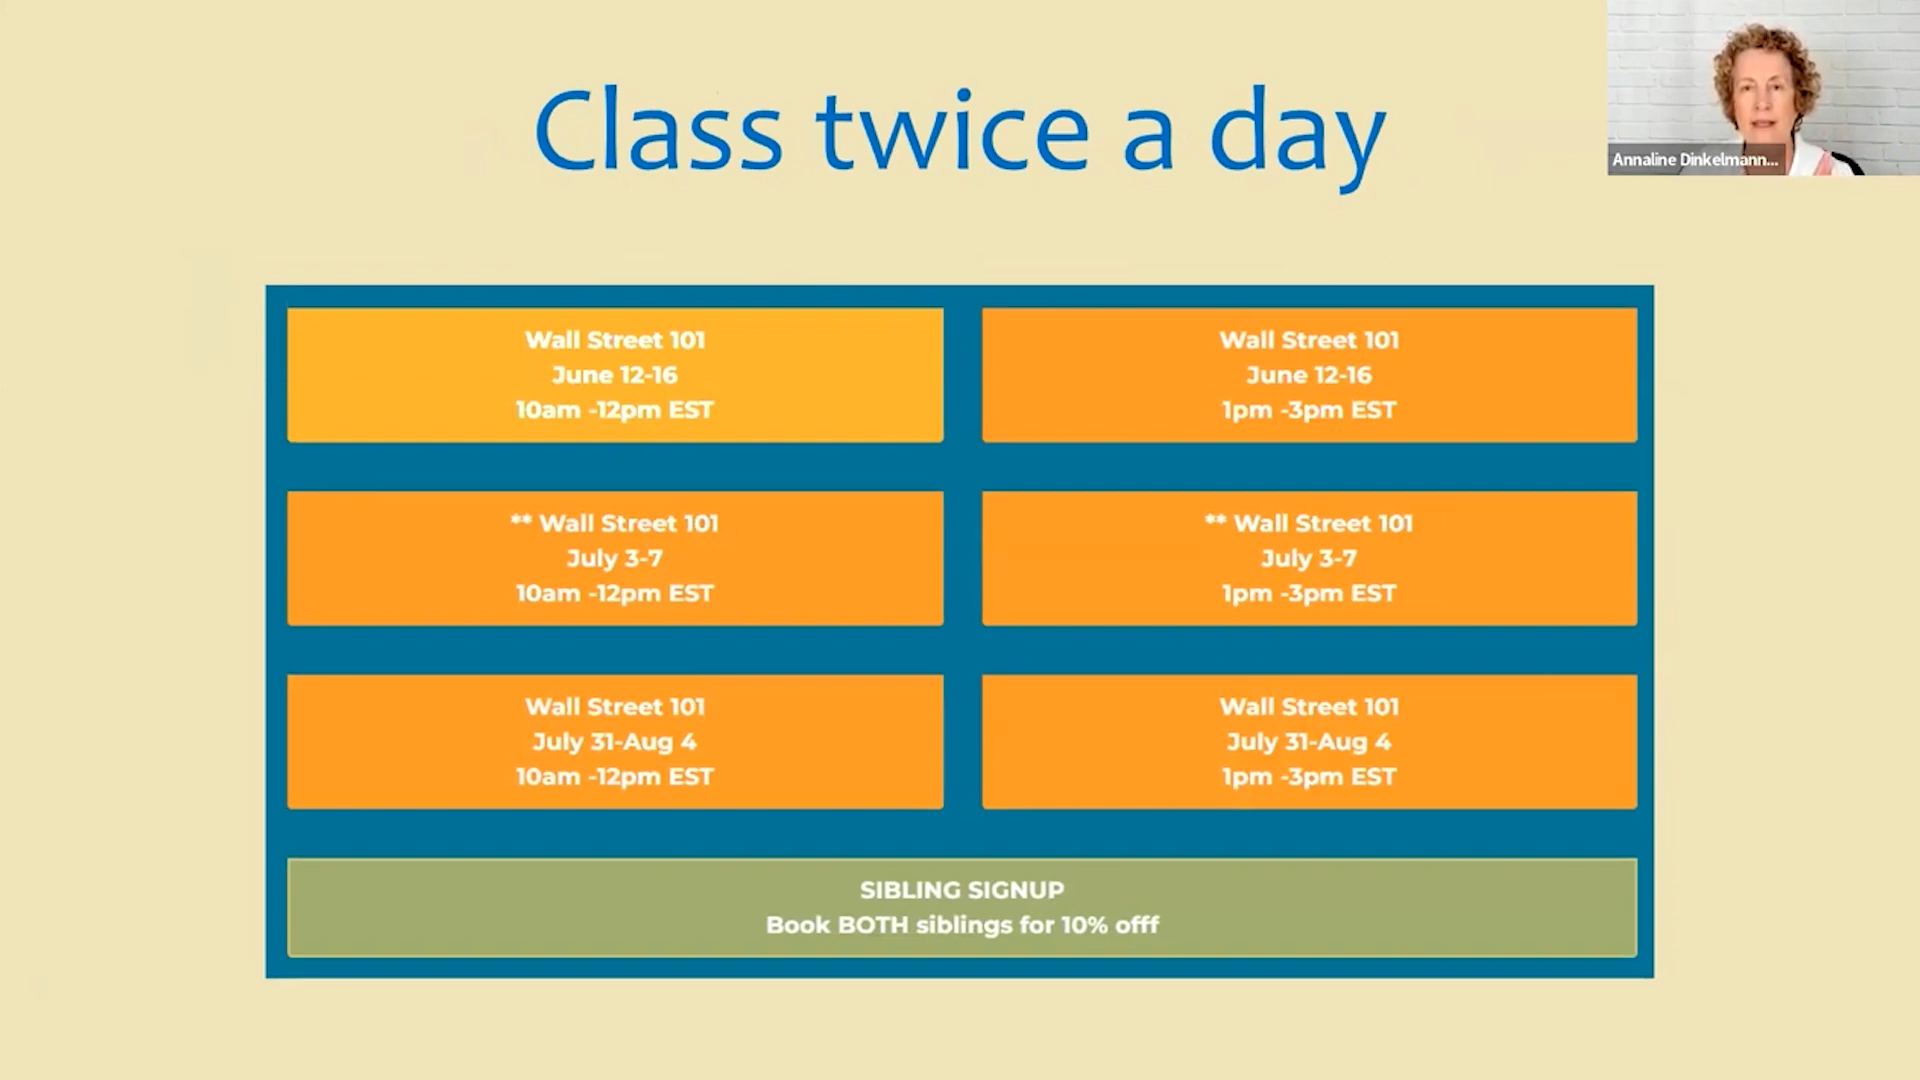 Class twice a day
Annaline Dinkelmann...
Wall Street 101
June 12-16
10am -12pm EST
Wall Street 101
June 12-16
1pm -3pm EST
** Wall Street 101
July 3-7
10am -12pm EST
** Wall Street 101
July 3-7
1pm -3pm EST
Wall Street 101
July 31-Aug 4
10am -12pm EST
Wall Street 101
July 31-Aug 4
1pm -3pm EST
SIBLING SIGNUP
Book BOTH siblings for 10% offf